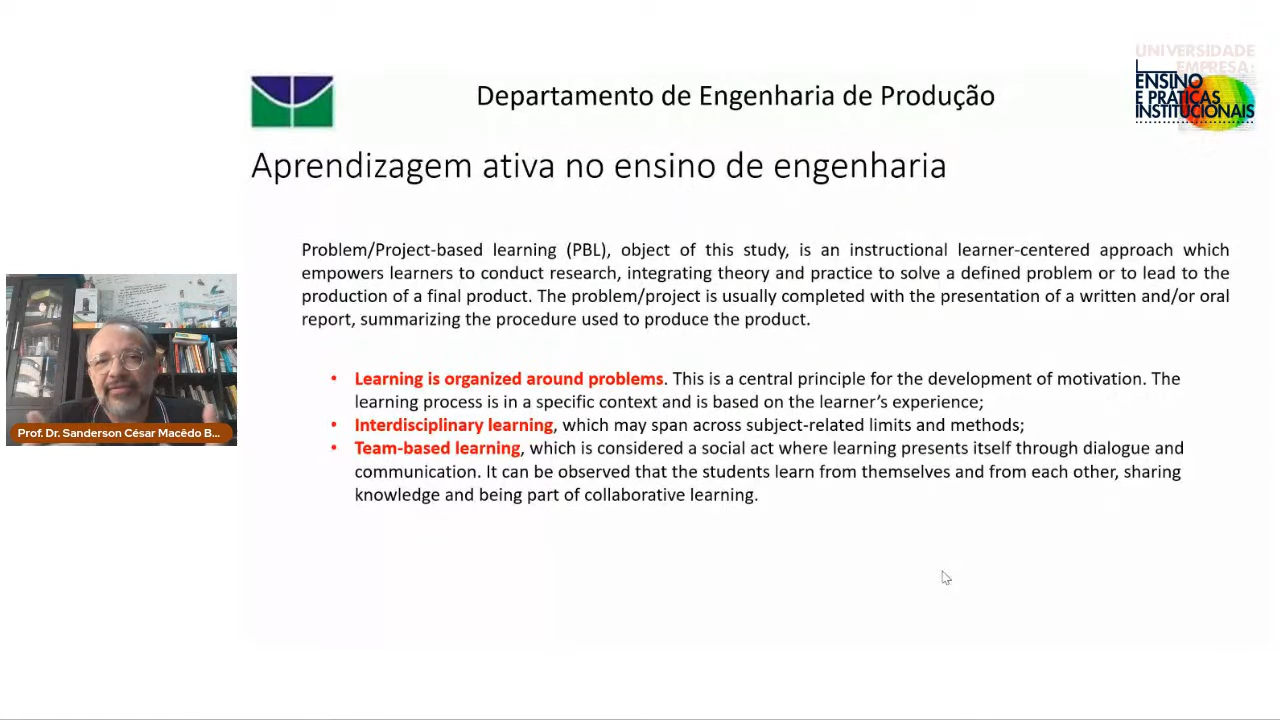 UNIVERSIDADE
EMPRESA:
ENSINO
E PRÁTICAS
INSTITUCIONAIS
Departamento de Engenharia de Produção
Aprendizagem ativa no ensino de engenharia
Problem/Project-based learning (PBL), object of this study, is an instructional learner-centered approach which
empowers learners to conduct research, integrating theory and practice to solve a defined problem or to lead to the
production of a final product. The problem/project is usually completed with the presentation of a written and/or oral
report, summarizing the procedure used to produce the product.
• Learning is organized around problems. This is a central principle for the development of motivation. The
learning process is in a specific context and is based on the learner's experience;
• Interdisciplinary learning, which may span across subject-related limits and methods;
• Team-based learning, which is considered a social act where learning presents itself through dialogue and
communication. It can be observed that the students learn from themselves and from each other, sharing
knowledge and being part of collaborative learning.
Prof. Dr. Sanderson César Macêdo B...